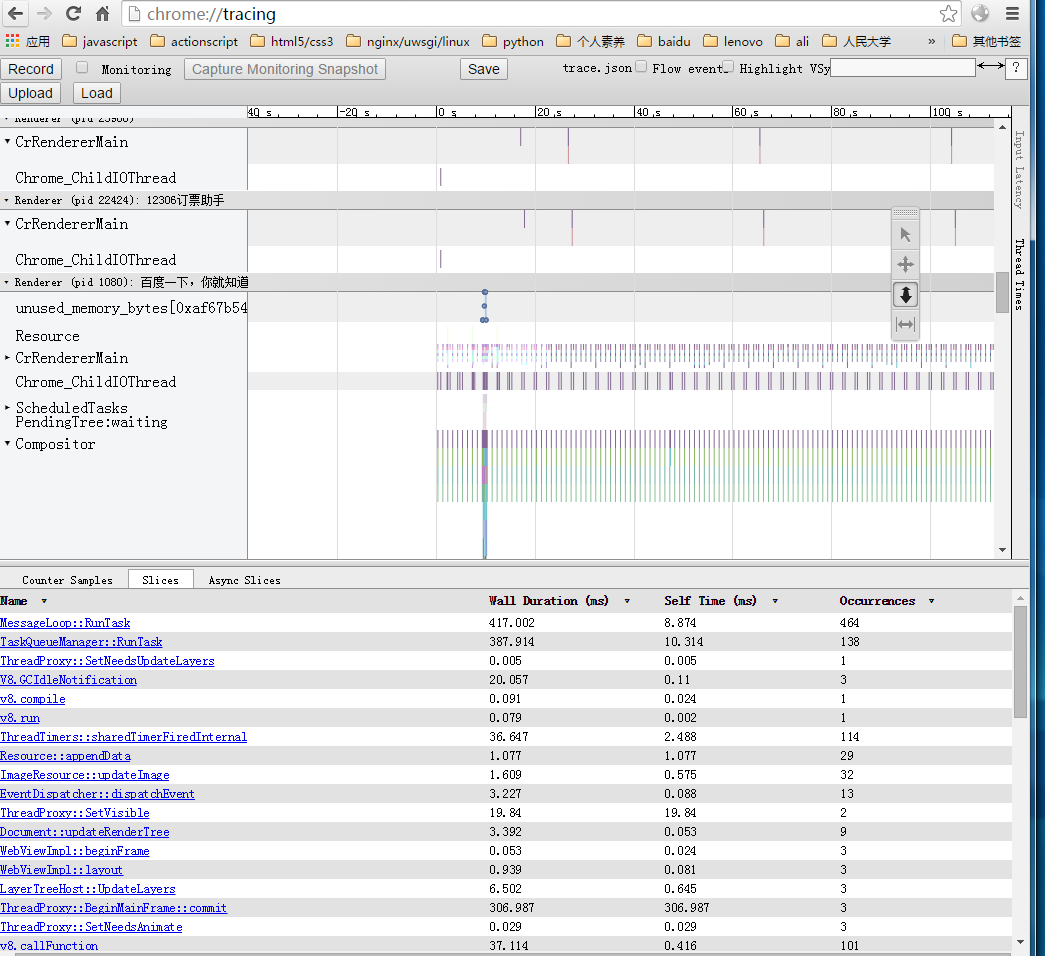 chrome://tracing
应用 javascript actionscript html5/css3 nginx/uwsgi/linux python 个人素养 baidu lenovo ali 人民大学 » 其他书签
Record Monitoring Capture Monitoring Snapshot Save trace.json Flow event Highlight VSy ?
Upload Load
40 s -20 s 0 s 20 s 40 s 60 s 80 s 100 s
Renderer (pid 23900)
CrRendererMain
Chrome_ChildIOThread
Renderer (pid 22424): 12306订票助手
CrRendererMain
Chrome_ChildIOThread
Renderer (pid 1080): 百度一下，你就知道
unused_memory_bytes[0xaf67b54
Resource
CrRendererMain
Chrome_ChildIOThread
ScheduledTasks
PendingTree:waiting
Compositor
Input Latency
Thread Times
Counter Samples Slices Async Slices
Name Wall Duration (ms) Self Time (ms) Occurrences
MessageLoop::RunTask 417.002 8.874 464
TaskQueueManager::RunTask 387.914 10.314 138
ThreadProxy::SetNeedsUpdateLayers 0.005 0.005 1
V8.GCIdleNotification 20.057 0.11 3
v8.compile 0.091 0.024 1
v8.run 0.079 0.002 1
ThreadTimers::sharedTimerFiredInternal 36.647 2.488 114
Resource::appendData 1.077 1.077 29
ImageResource::updateImage 1.609 0.575 32
EventDispatcher::dispatchEvent 3.227 0.088 13
ThreadProxy::SetVisible 19.84 19.84 2
Document::updateRenderTree 3.392 0.053 9
WebViewImpl::beginFrame 0.053 0.024 3
WebViewImpl::layout 0.939 0.081 3
LayerTreeHost::UpdateLayers 6.502 0.645 3
ThreadProxy::BeginMainFrame::commit 306.987 306.987 3
ThreadProxy::SetNeedsAnimate 0.029 0.029 3
v8.callFunction 37.114 0.416 101